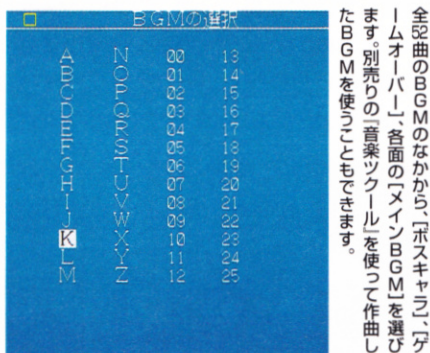 BGMの選択
A N 00 13
B O 01 14
C P 02 15
D Q 03 16
E R 04 17
F S 05 18
G T 06 19
H U 07 20
I V 08 21
J W 09 22
K X 10 23
L Y 11 24
M Z 12 25
全52曲のBGMのなかから、[ボスキャラ]、[ゲ
ームオーバー]、各面の[メインBGM]を選び
ます。別売りの『音楽ツクール』を使って作曲し
たBGMを使うこともできます。